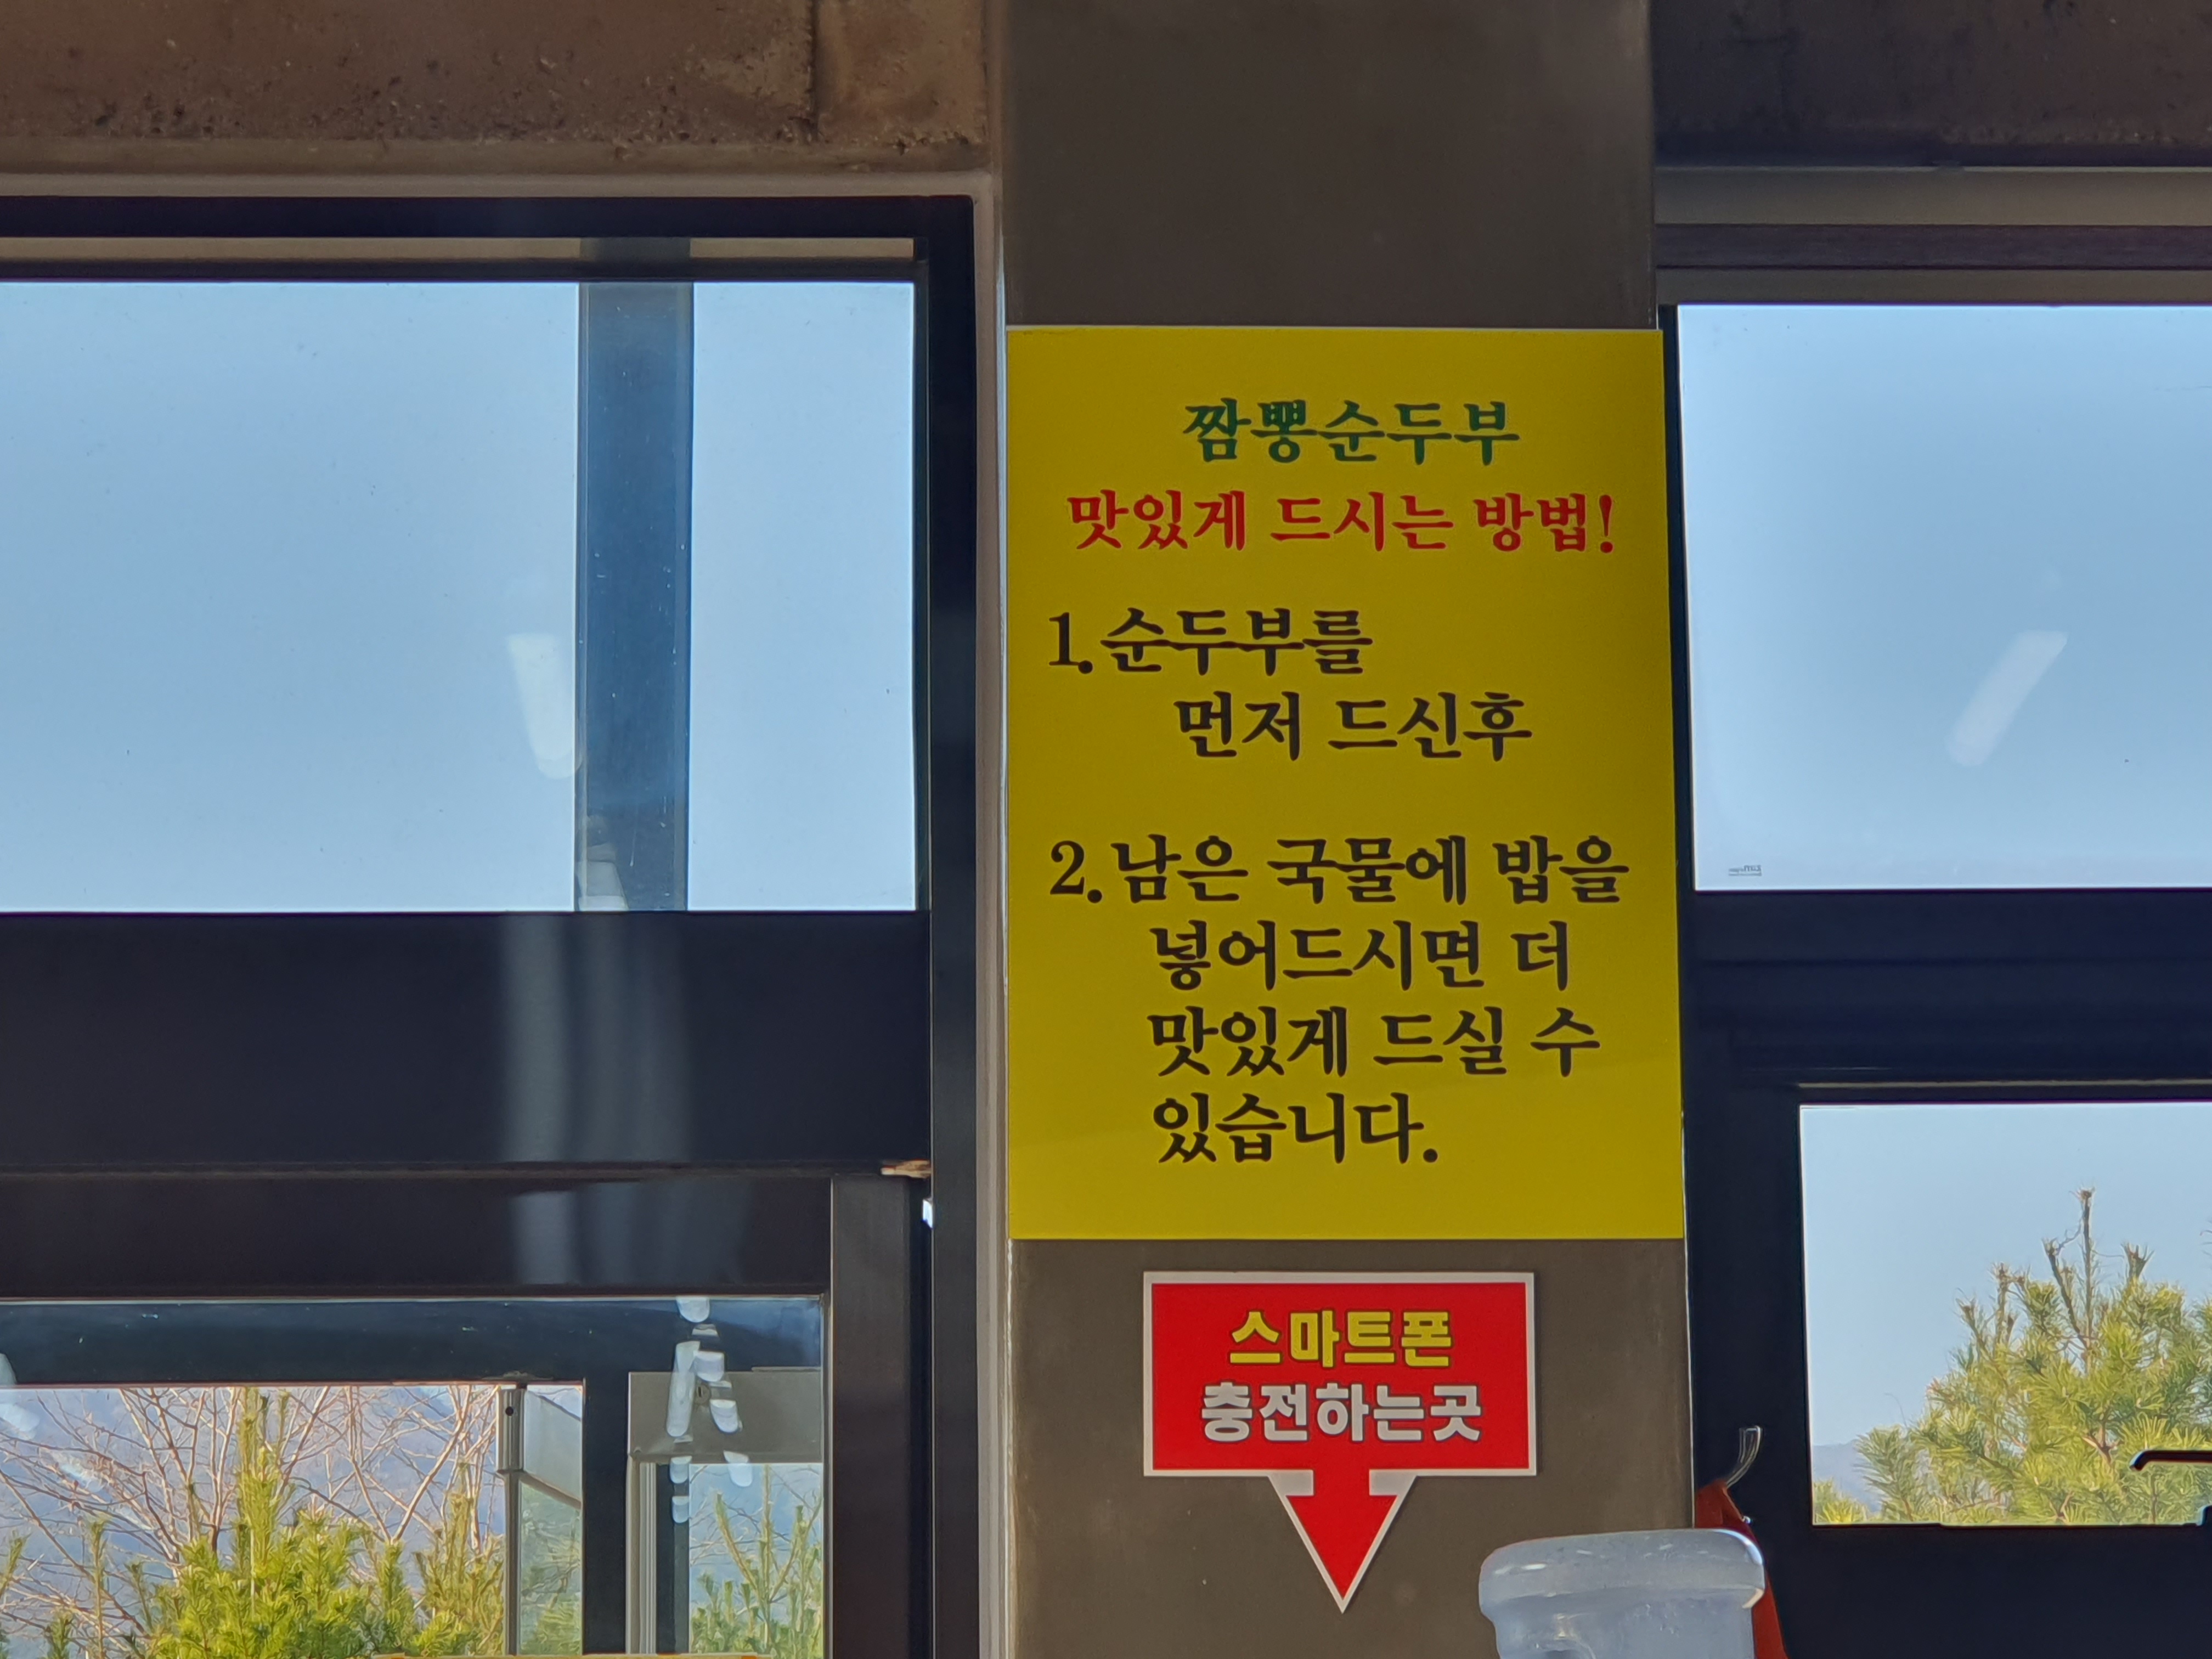 짬뽕순두부
맛있게 드시는 방법!
1. 순두부를
먼저 드신후
2. 남은 국물에 밥을
넣어드시면 더
맛있게 드실 수
있습니다.
스마트폰
충전하는곳